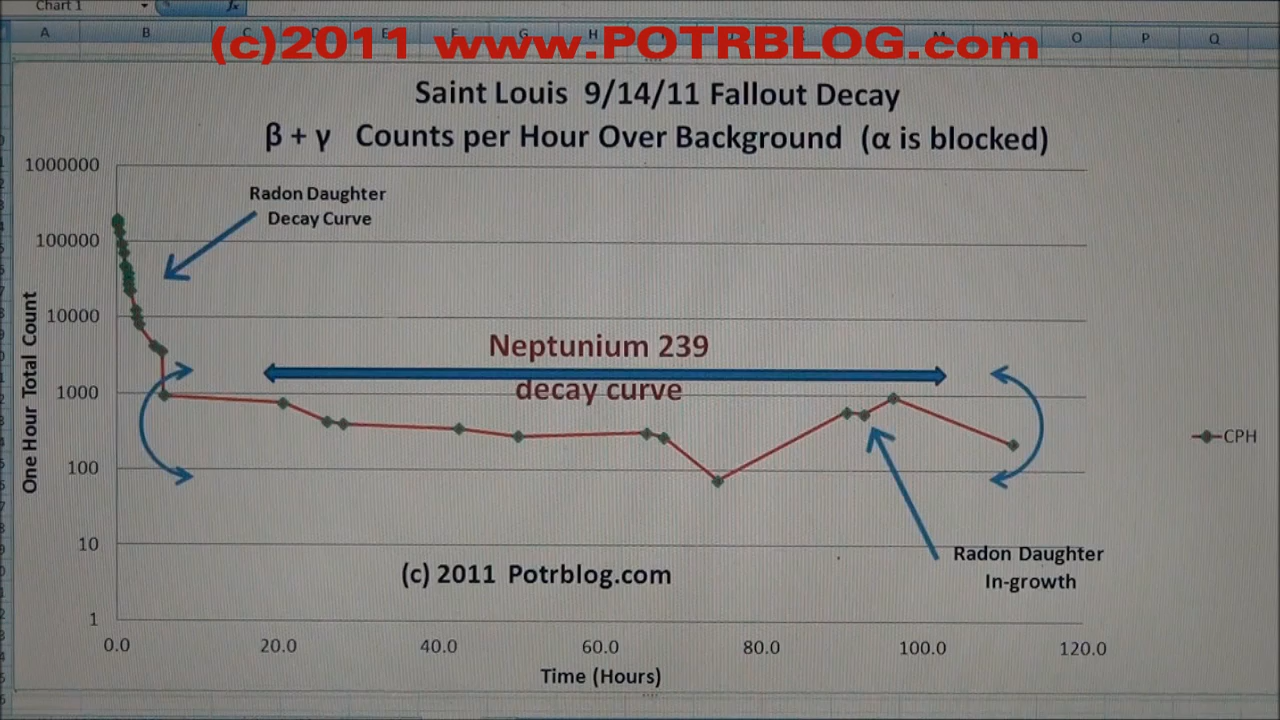 Chart 1
fx
A B C D E F G H I J K L M N O P Q
(c)2011 www.POTRBLOG.com
Saint Louis 9/14/11 Fallout Decay
β + γ Counts per Hour Over Background (α is blocked)
1000000
100000
10000
1000
100
10
1
One Hour Total Count
Radon Daughter
Decay Curve
Neptunium 239
decay curve
CPH
Radon Daughter
In-growth
(c) 2011 Potrblog.com
0.0 20.0 40.0 60.0 80.0 100.0 120.0
Time (Hours)